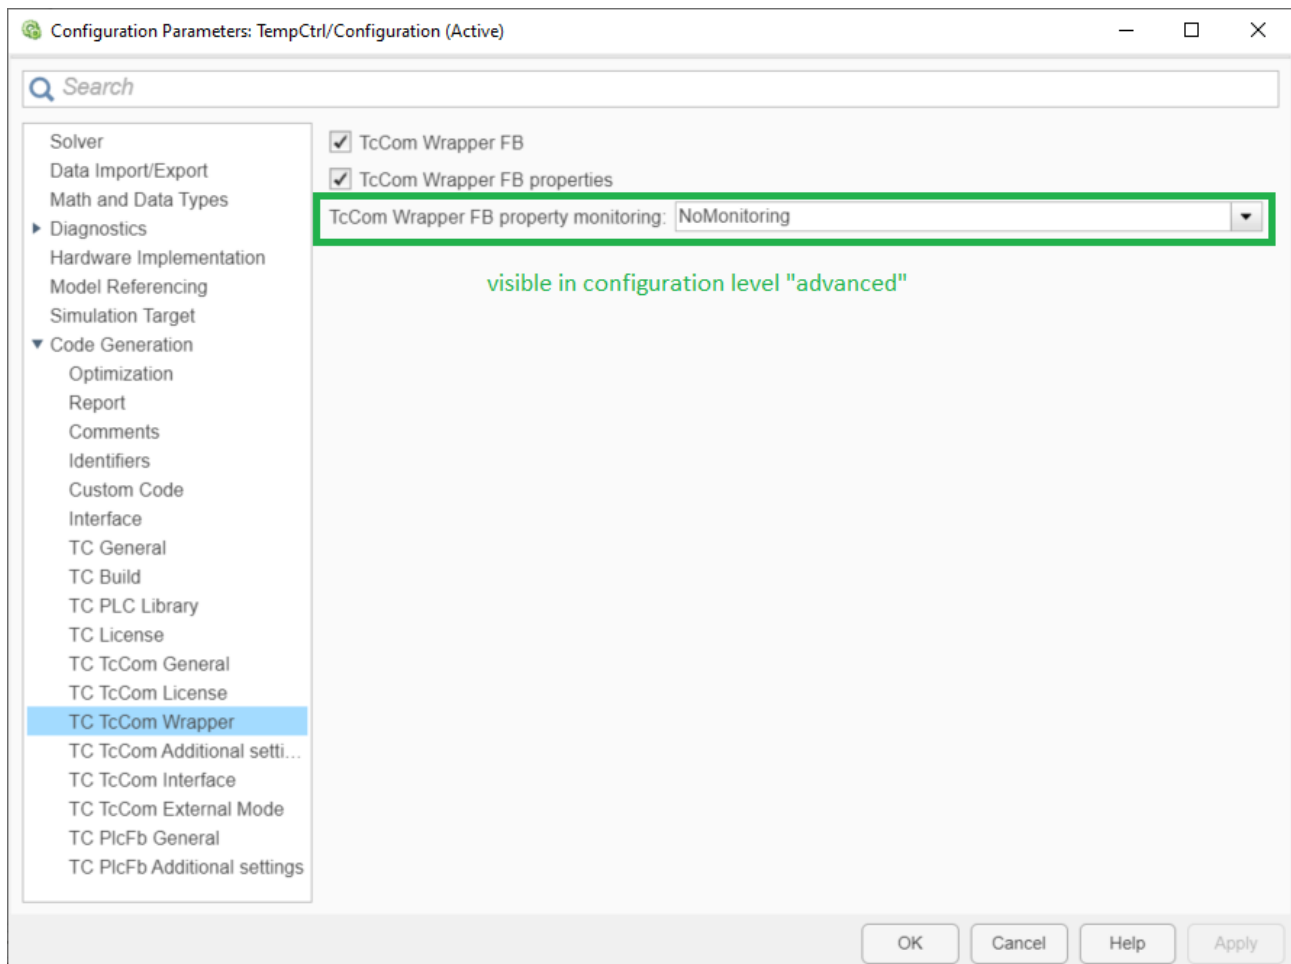 Configuration Parameters: TempCtrl/Configuration (Active)
Search
Solver
Data Import/Export
Math and Data Types
Diagnostics
Hardware Implementation
Model Referencing
Simulation Target
Code Generation
Optimization
Report
Comments
Identifiers
Custom Code
Interface
TC General
TC Build
TC PLC Library
TC License
TC TcCom General
TC TcCom License
TC TcCom Wrapper
TC TcCom Additional setti...
TC TcCom Interface
TC TcCom External Mode
TC PlcFb General
TC PlcFb Additional settings
TcCom Wrapper FB
TcCom Wrapper FB properties
TcCom Wrapper FB property monitoring: NoMonitoring
visible in configuration level "advanced"
OK Cancel Help Apply